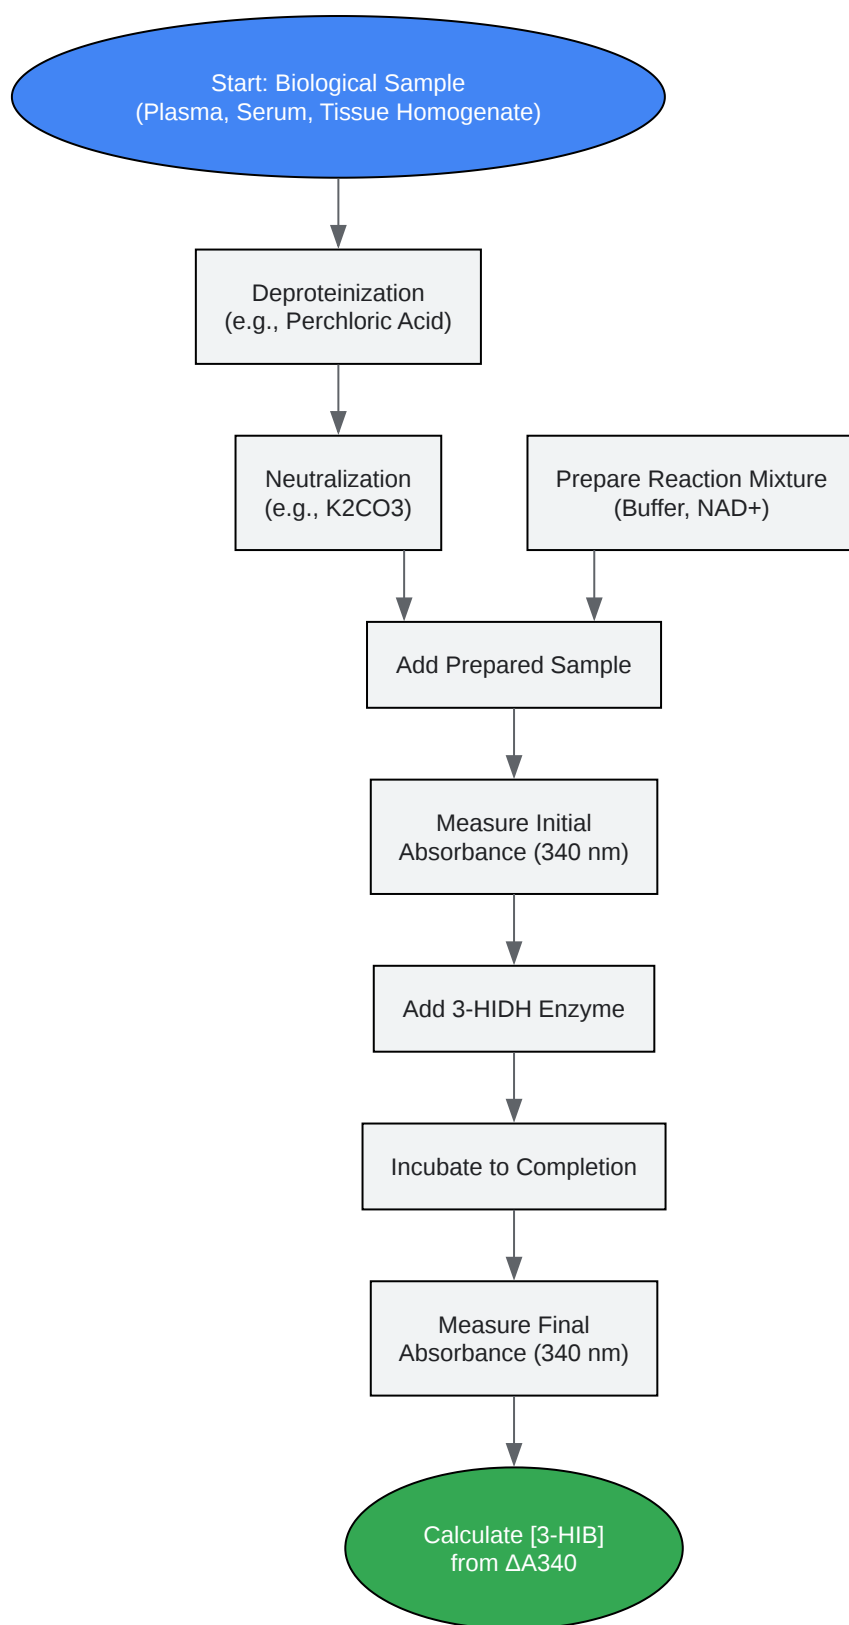 Start: Biological Sample
(Plasma, Serum, Tissue Homogenate)
Deproteinization
(e.g., Perchloric Acid)
Neutralization
(e.g., K2CO3)
Prepare Reaction Mixture
(Buffer, NAD+)
Add Prepared Sample
Measure Initial
Absorbance (340 nm)
Add 3-HIDH Enzyme
Incubate to Completion
Measure Final
Absorbance (340 nm)
Calculate [3-HIB]
from ΔA340